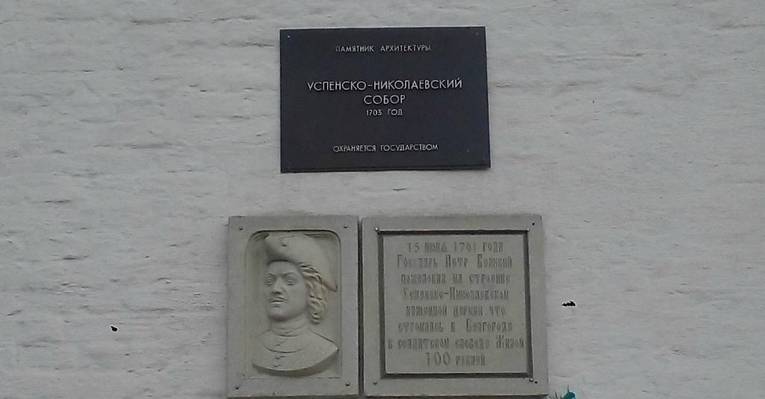 ПАМЯТНИК АРХИТЕКТУРЫ
УСПЕНСКО-НИКОЛАЕВСКИЙ
СОБОР
1703 ГОД
ОХРАНЯЕТСЯ ГОСУДАРСТВОМ
15 1701 года
Государь Петр Великий
пожаловал на строение
Успенско-Николаевской
каменной церкви что
строилась в Белгороде
в солдатской слободе Жилой
100 рублей